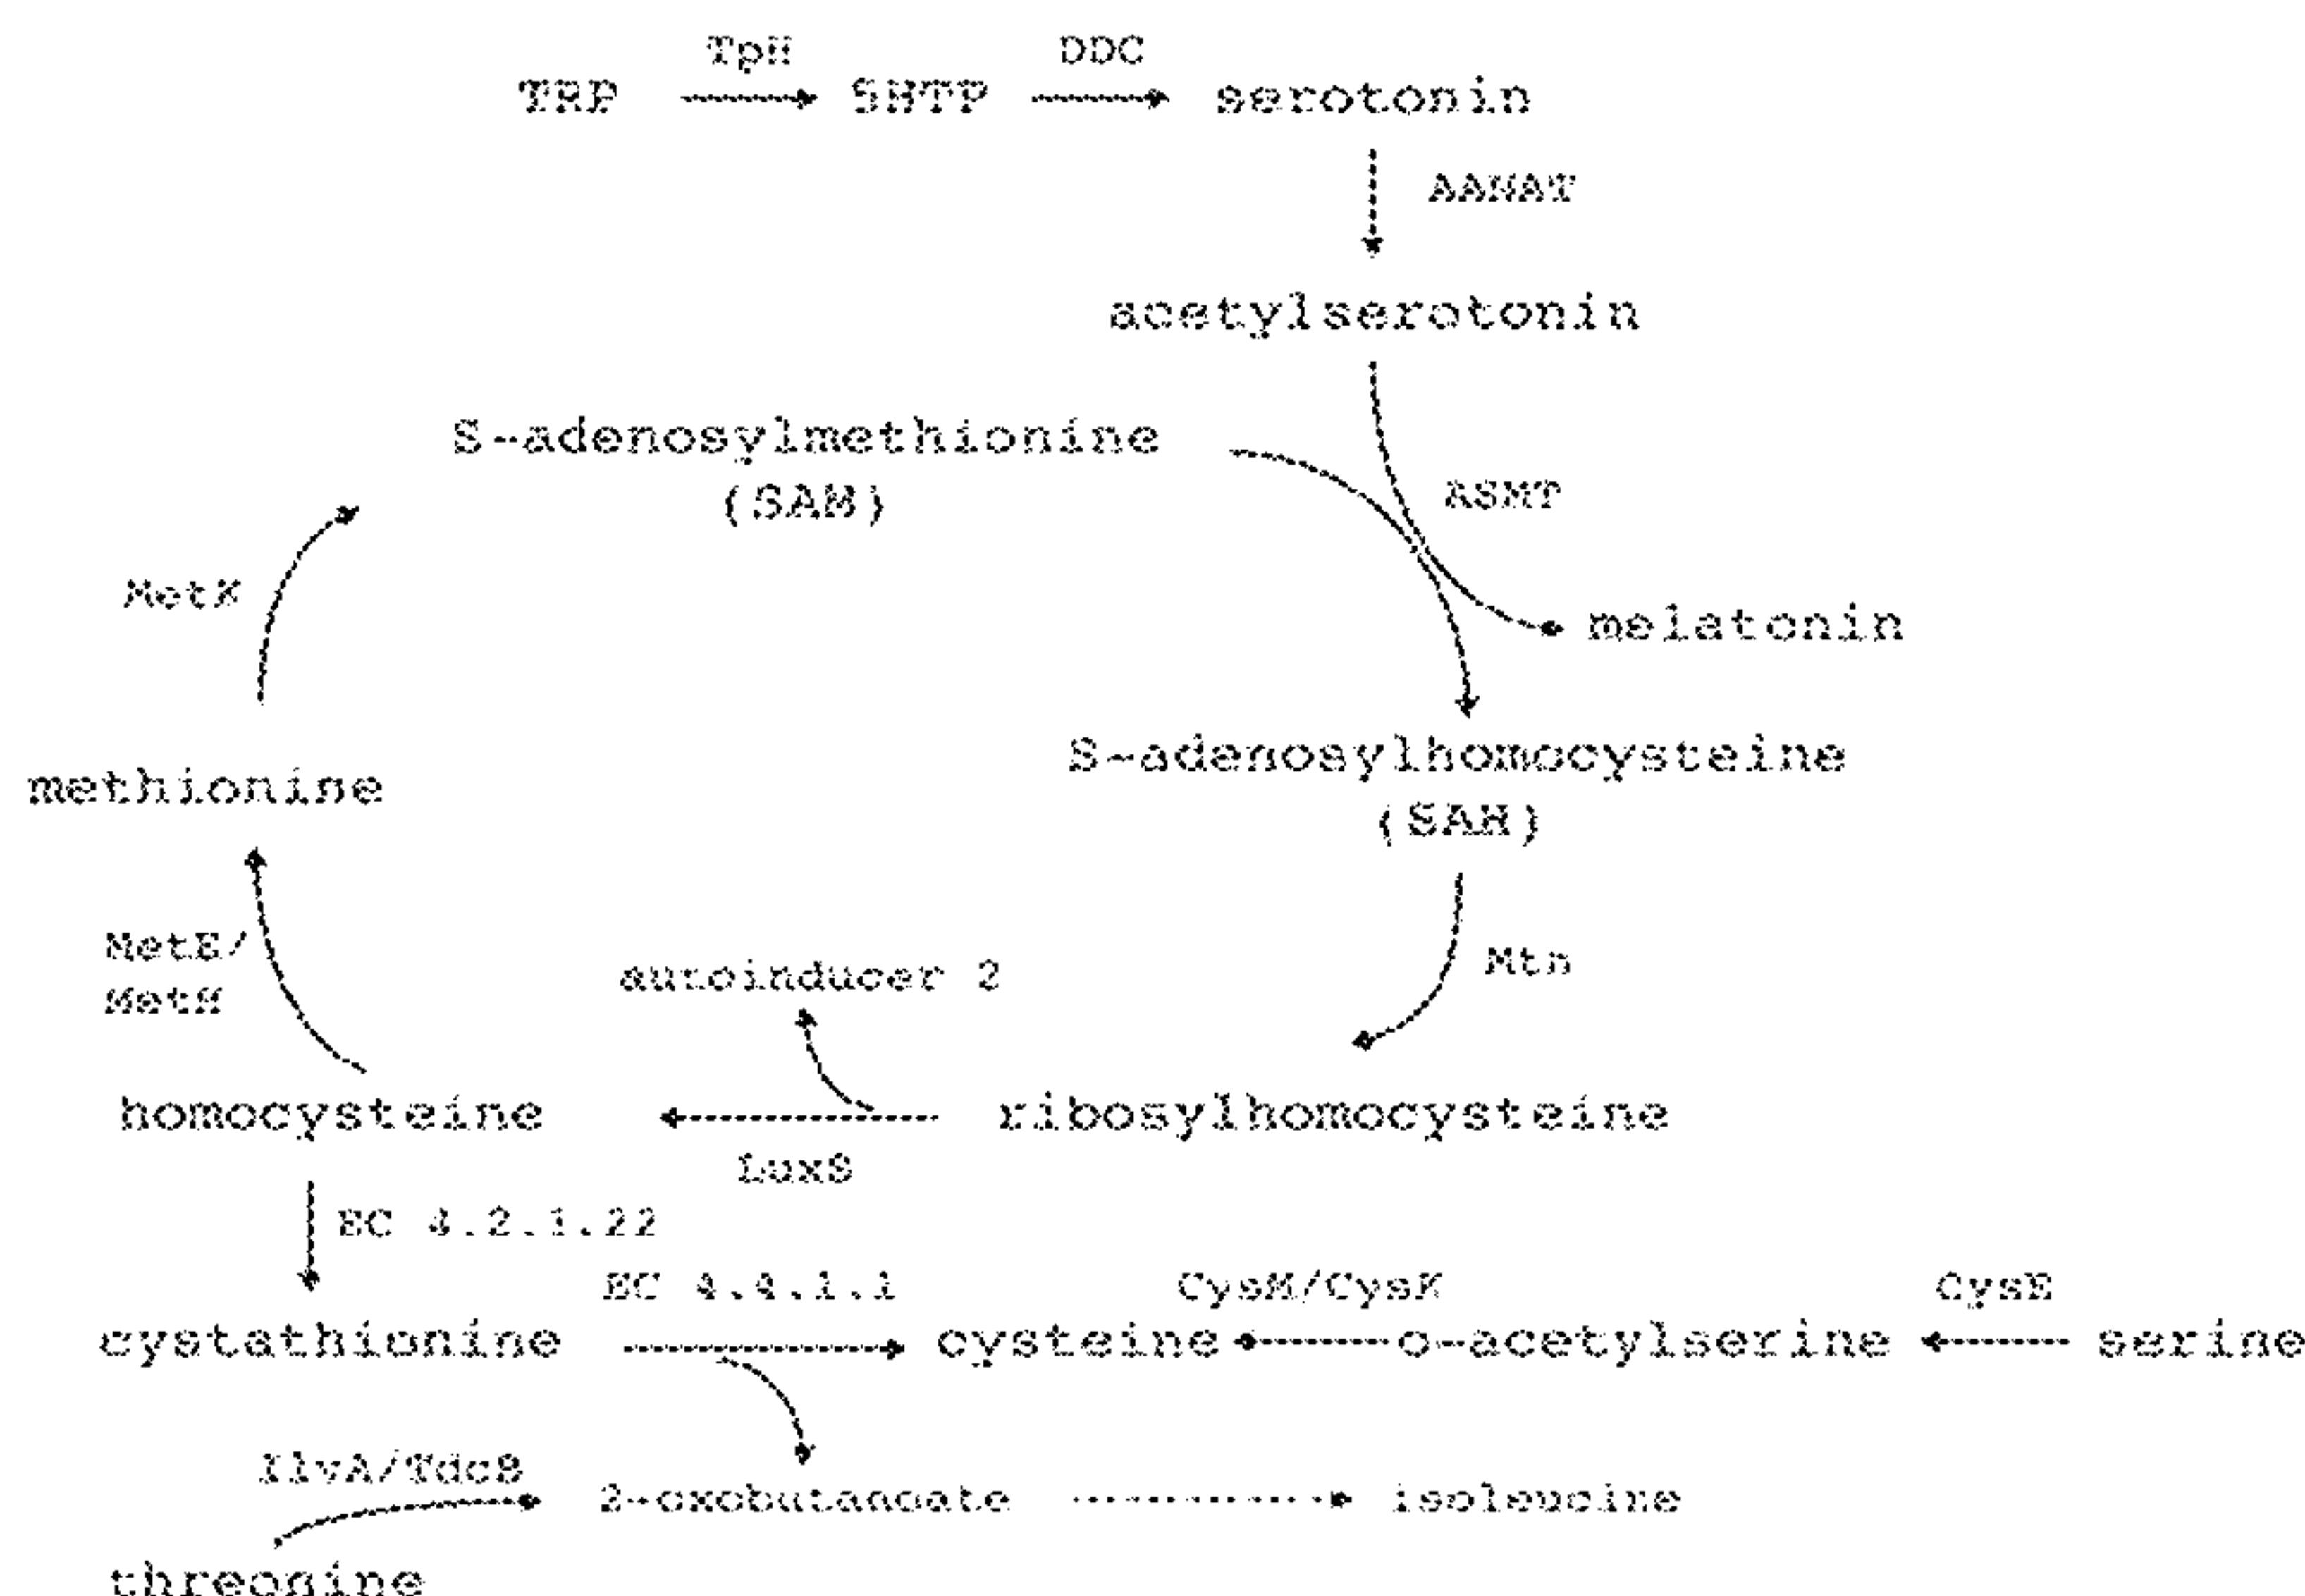 TpH DDC
TRP 5HTP serotonin
AANAT
acetylserotonin
S-adenosylmethionine
(SAM)
ASMT
MetK
melatonin
S-adenosylhomocysteine
(SAH)
methionine
MetE/
MetH
autoinducer 2
Mtn
homocysteine ribosylhomocysteine
LuxS
EC 4.2.1.22
EC 4.4.1.1 CysM/CysK CysE
cystathionine cysteine o-acetylserine serine
IlvA/TdcB
2-oxobutanoate isoleucine
threonine